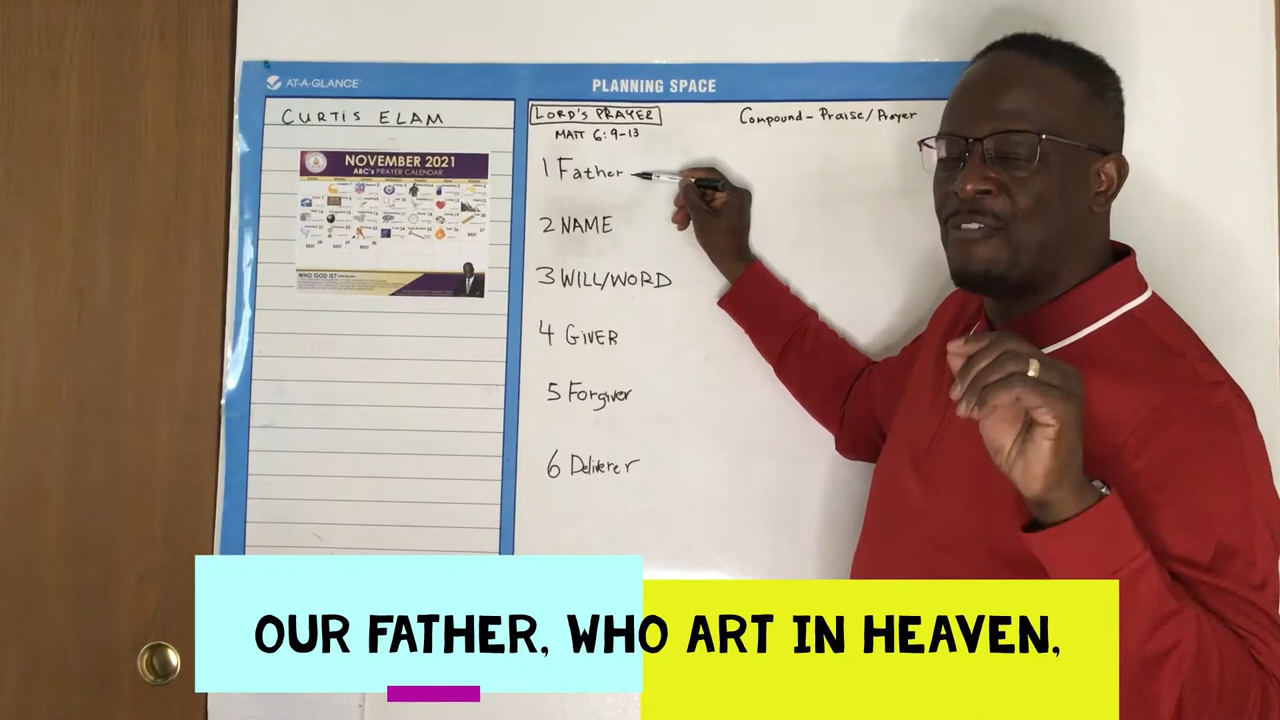 AT-A-GLANCE
PLANNING SPACE
CURTIS ELAM
NOVEMBER 2021
ABC's PRAYER CALENDAR
WHO GOD IS?
LORD'S PRAYER
MATT 6:9-13
Compound - Praise/Prayer
1 Father
2 NAME
3 WILL/WORD
4 GIVER
5 Forgiver
6 Deliverer
OUR FATHER, WHO ART IN HEAVEN,